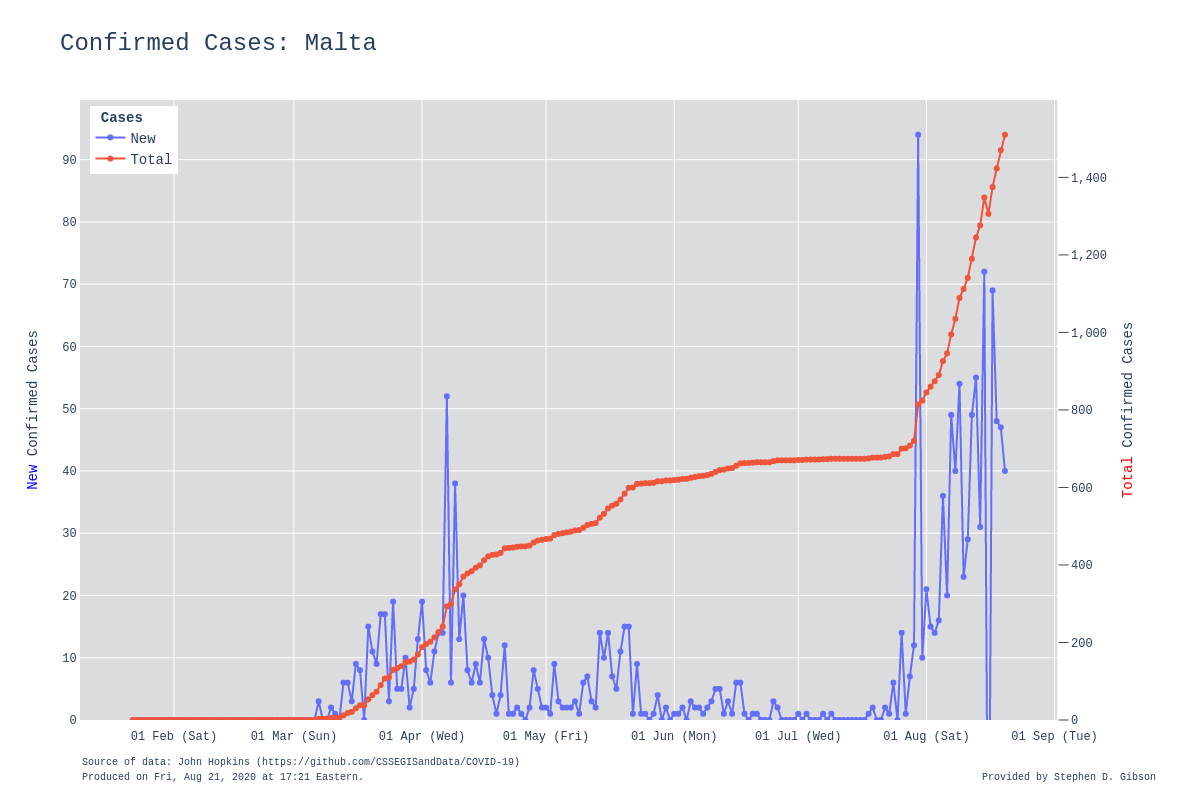 Confirmed Cases: Malta
Cases
New
Total
90
80
70
60
50
40
30
20
10
0
1,400
1,200
1,000
800
600
400
200
0
New Confirmed Cases
Total Confirmed Cases
01 Feb (Sat) 01 Mar (Sun) 01 Apr (Wed) 01 May (Fri) 01 Jun (Mon) 01 Jul (Wed) 01 Aug (Sat) 01 Sep (Tue)
Source of data: John Hopkins (https://github.com/CSSEGISandData/COVID-19)
Produced on Fri, Aug 21, 2020 at 17:21 Eastern.
Provided by Stephen D. Gibson